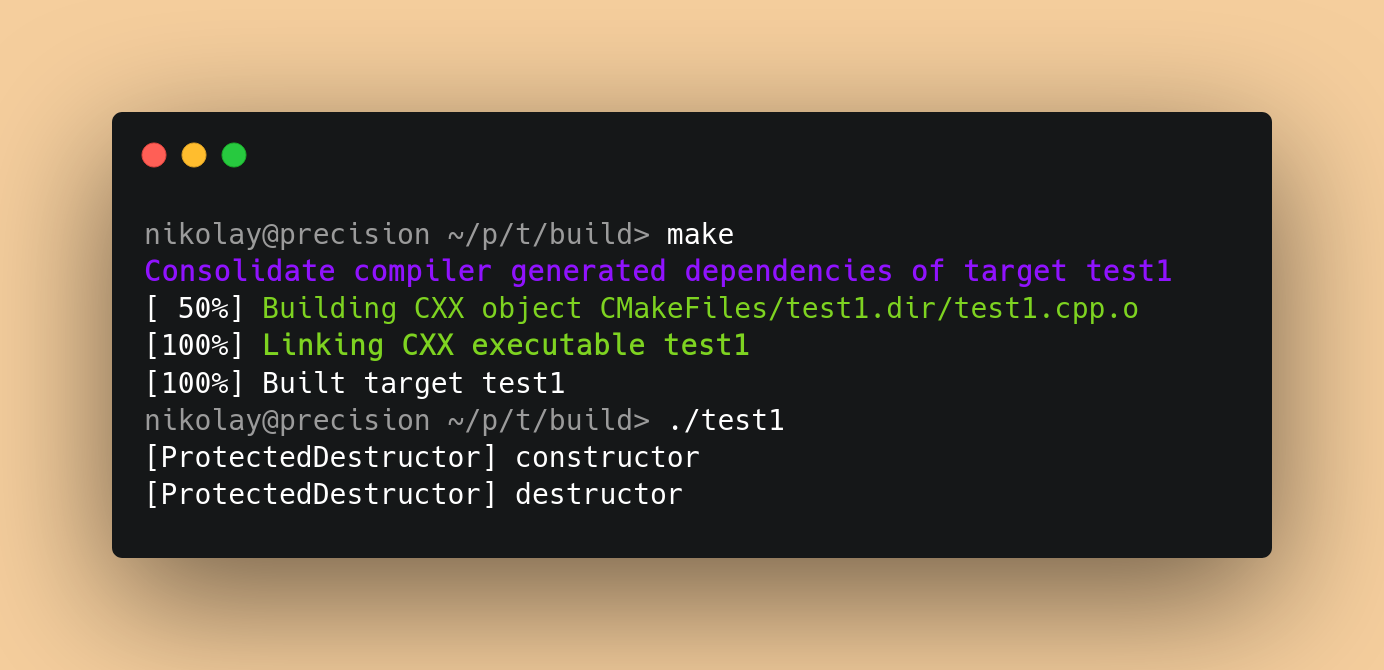 nikolay@precision ~/p/t/build> make
Consolidate compiler generated dependencies of target test1
[ 50%] Building CXX object CMakeFiles/test1.dir/test1.cpp.o
[100%] Linking CXX executable test1
[100%] Built target test1
nikolay@precision ~/p/t/build> ./test1
[ProtectedDestructor] constructor
[ProtectedDestructor] destructor